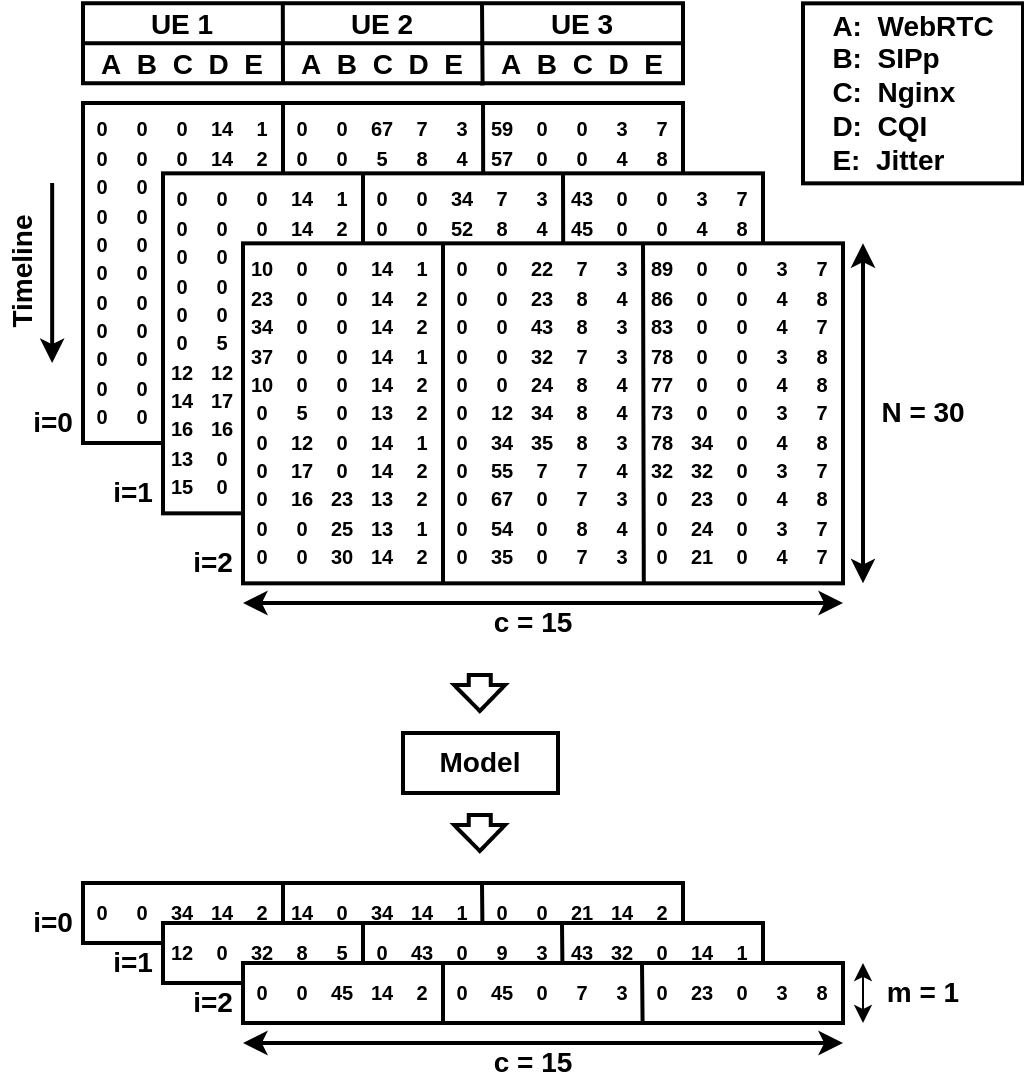 UE 1 UE 2 UE 3
A B C D E A B C D E A B C D E
A: WebRTC
B: SIPp
C: Nginx
D: CQI
E: Jitter
Timeline
0 0 0 14 1 0 0 67 7 3 59 0 0 3 7
0 0 0 14 2 0 0 5 8 4 57 0 0 4 8
0 0
0 0
0 0
0 0
0 0
0 0
0 0
0 0
0 0
i=0
0 0 0 14 1 0 0 34 7 3 43 0 0 3 7
0 0 0 14 2 0 0 52 8 4 45 0 0 4 8
0 0
0 0
0 0
0 5
12 12
14 17
16 16
13 0
15 0
i=1
10 0 0 14 1 0 0 22 7 3 89 0 0 3 7
23 0 0 14 2 0 0 23 8 4 86 0 0 4 8
34 0 0 14 2 0 0 43 8 3 83 0 0 4 7
37 0 0 14 1 0 0 32 7 3 78 0 0 3 8
10 0 0 14 2 0 0 24 8 4 77 0 0 4 8
0 5 0 13 2 0 12 34 8 4 73 0 0 3 7
0 12 0 14 1 0 34 35 8 3 78 34 0 4 8
0 17 0 14 2 0 55 7 7 4 32 32 0 3 7
0 16 23 13 2 0 67 0 7 3 0 23 0 4 8
0 0 25 13 1 0 54 0 8 4 0 24 0 3 7
0 0 30 14 2 0 35 0 7 3 0 21 0 4 7
i=2
N = 30
c = 15
Model
i=0
0 0 34 14 2 14 0 34 14 1 0 0 21 14 2
i=1
12 0 32 8 5 0 43 0 9 3 43 32 0 14 1
i=2
0 0 45 14 2 0 45 0 7 3 0 23 0 3 8
m = 1
c = 15